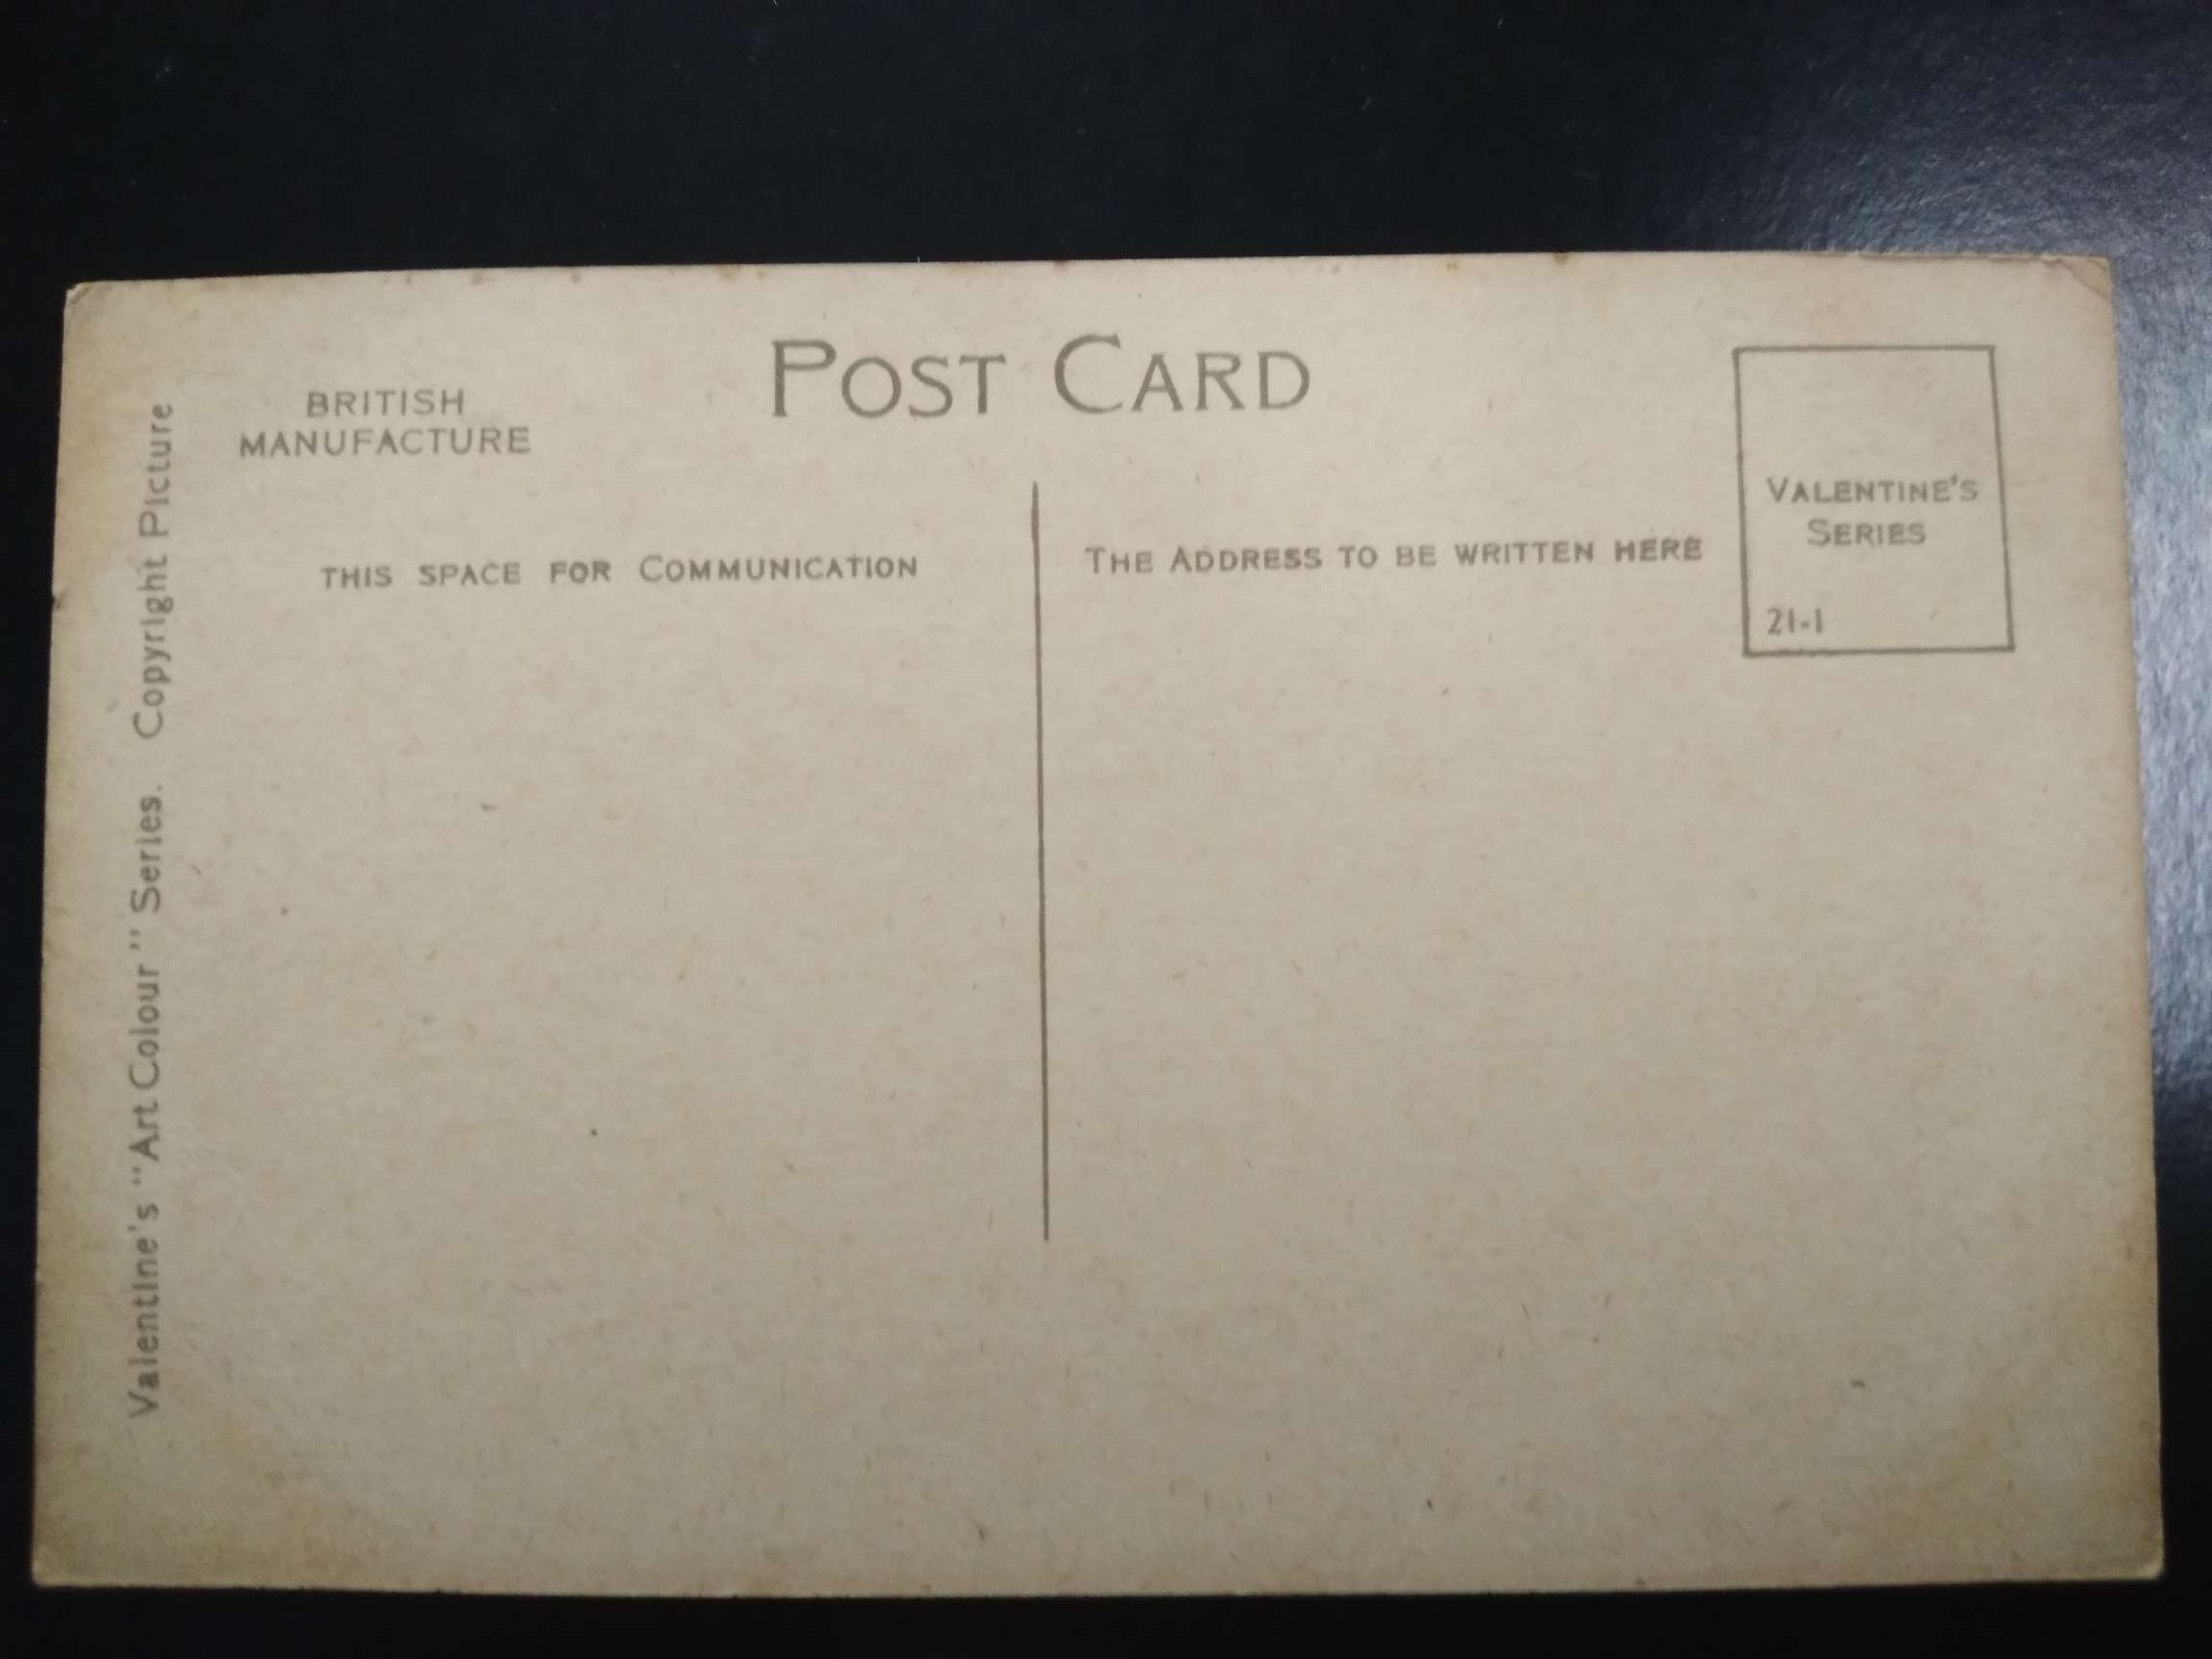 POST CARD
BRITISH
MANUFACTURE
THIS SPACE FOR COMMUNICATION
THE ADDRESS TO BE WRITTEN HERE
VALENTINE'S
SERIES
21-1
Valentine's "Art Colour" Series. Copyright Picture